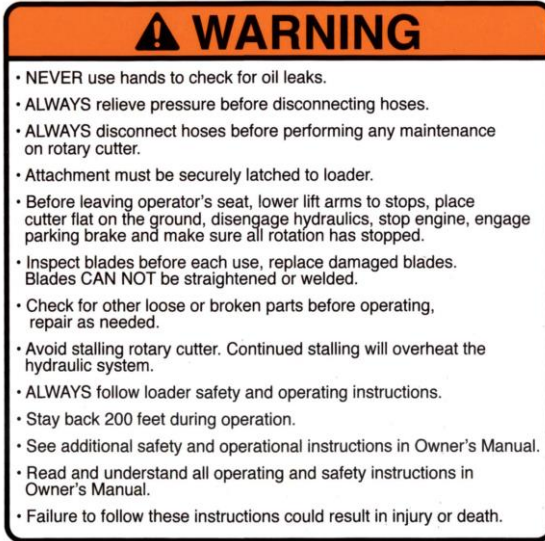 WARNING
• NEVER use hands to check for oil leaks.
• ALWAYS relieve pressure before disconnecting hoses.
• ALWAYS disconnect hoses before performing any maintenance
on rotary cutter.
• Attachment must be securely latched to loader.
• Before leaving operator's seat, lower lift arms to stops, place
cutter flat on the ground, disengage hydraulics, stop engine, engage
parking brake and make sure all rotation has stopped.
• Inspect blades before each use, replace damaged blades.
Blades CAN NOT be straightened or welded.
• Check for other loose or broken parts before operating,
repair as needed.
• Avoid stalling rotary cutter. Continued stalling will overheat the
hydraulic system.
• ALWAYS follow loader safety and operating instructions.
• Stay back 200 feet during operation.
• See additional safety and operational instructions in Owner's Manual.
• Read and understand all operating and safety instructions in
Owner's Manual.
• Failure to follow these instructions could result in injury or death.